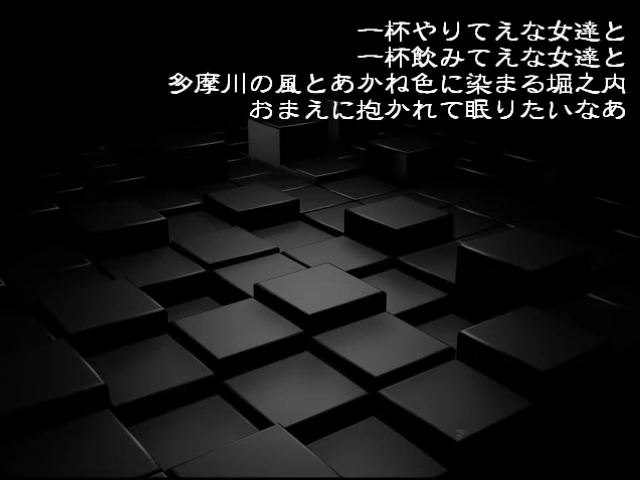 一杯やりてえな女達と
一杯飲みてえな女達と
多摩川の風とあかね色に染まる堀之内
おまえに抱かれて眠りたいなあ